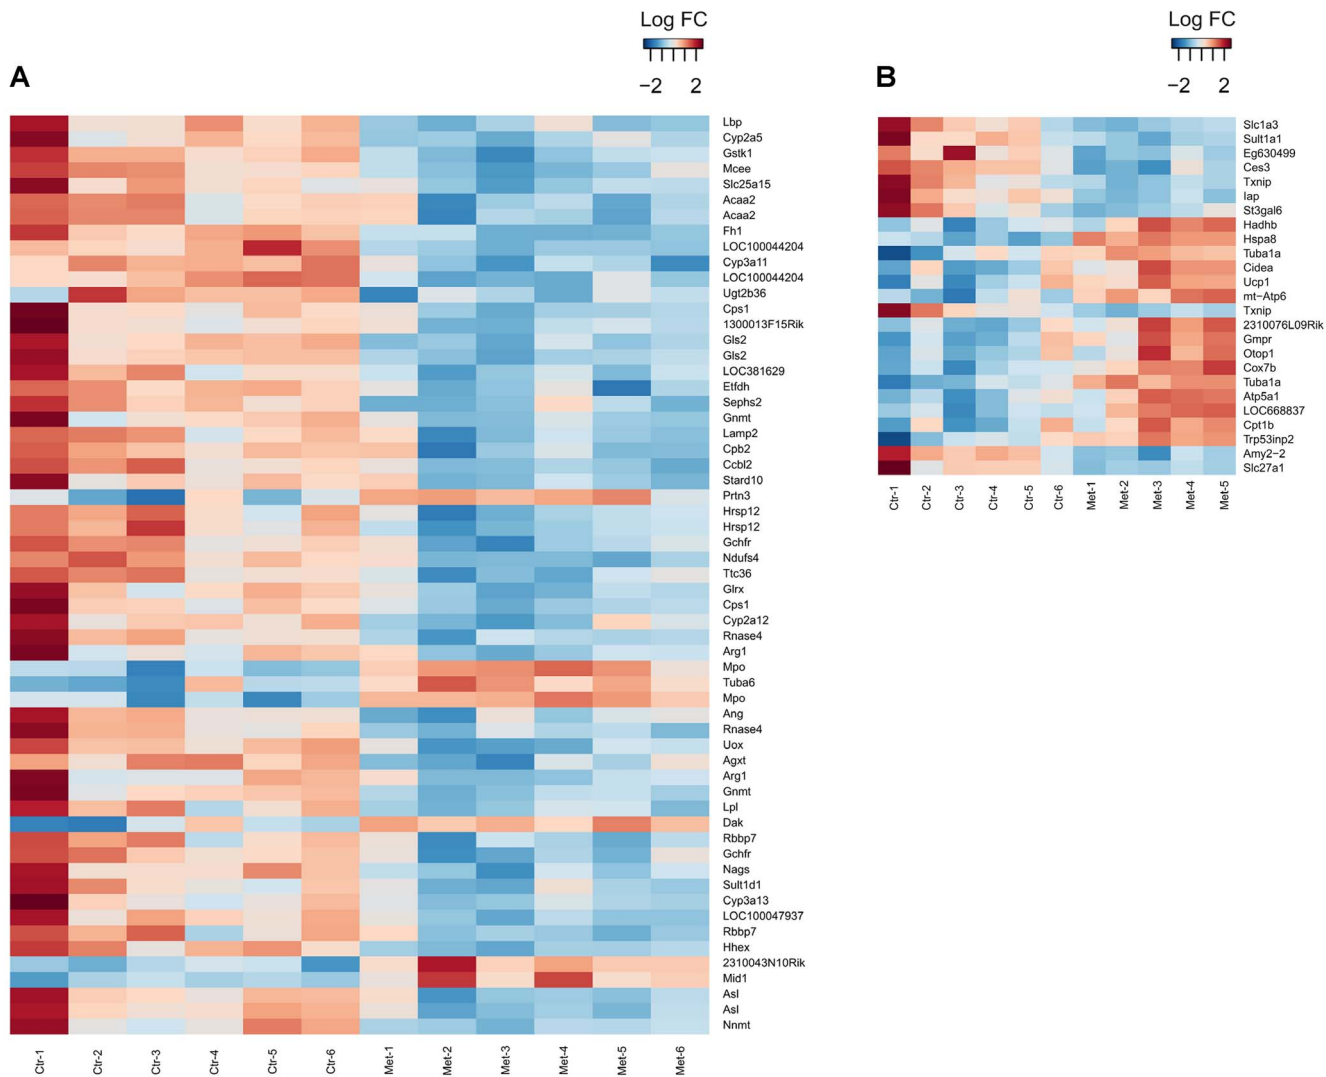 Log FC
−2 2
A
Lbp
Cyp2a5
Gstk1
Mcee
Slc25a15
Acaa2
Acaa2
Fh1
LOC100044204
Cyp3a11
LOC100044204
Ugt2b36
Cps1
1300013F15Rik
Gls2
Gls2
LOC381629
Etfdh
Sephs2
Gnmt
Lamp2
Cpb2
Ccbl2
Stard10
Prtn3
Hrsp12
Hrsp12
Gchfr
Ndufs4
Ttc36
Glrx
Cps1
Cyp2a12
Rnase4
Arg1
Mpo
Tuba6
Mpo
Ang
Rnase4
Uox
Agxt
Arg1
Gnmt
Lpl
Dak
Rbbp7
Gchfr
Nags
Sult1d1
Cyp3a13
LOC100047937
Rbbp7
Hhex
2310043N10Rik
Mid1
Asl
Asl
Nnmt
Ctr-1 Ctr-2 Ctr-3 Ctr-4 Ctr-5 Ctr-6 Met-1 Met-2 Met-3 Met-4 Met-5 Met-6
Log FC
−2 2
B
Slc1a3
Sult1a1
Eg630499
Ces3
Txnip
Iap
St3gal6
Hadhb
Hspa8
Tuba1a
Cidea
Ucp1
mt-Atp6
Txnip
2310076L09Rik
Gmpr
Otop1
Cox7b
Tuba1a
Atp5a1
LOC668837
Cpt1b
Trp53inp2
Amy2-2
Slc27a1
Ctr-1 Ctr-2 Ctr-3 Ctr-4 Ctr-5 Ctr-6 Met-1 Met-2 Met-3 Met-4 Met-5